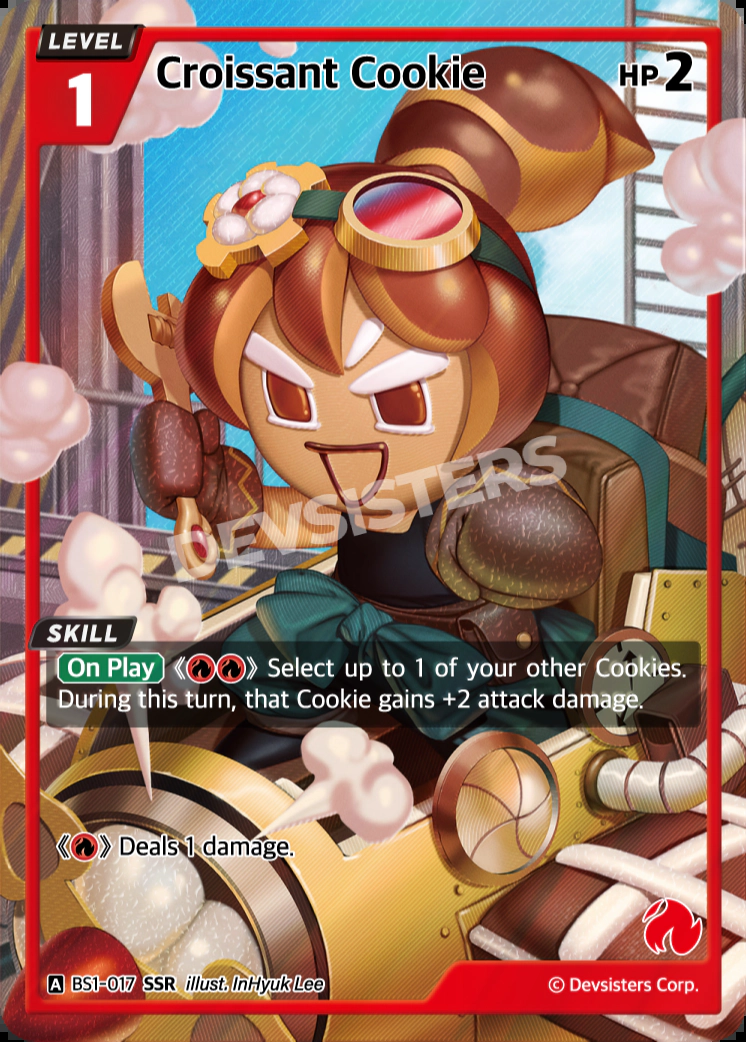 LEVEL
1
Croissant Cookie
HP 2
DEVSISTERS
SKILL
On Play 《》 Select up to 1 of your other Cookies.
During this turn, that Cookie gains +2 attack damage.
《》 Deals 1 damage.
A BS1-017 SSR illust. InHyuk Lee
© Devsisters Corp.